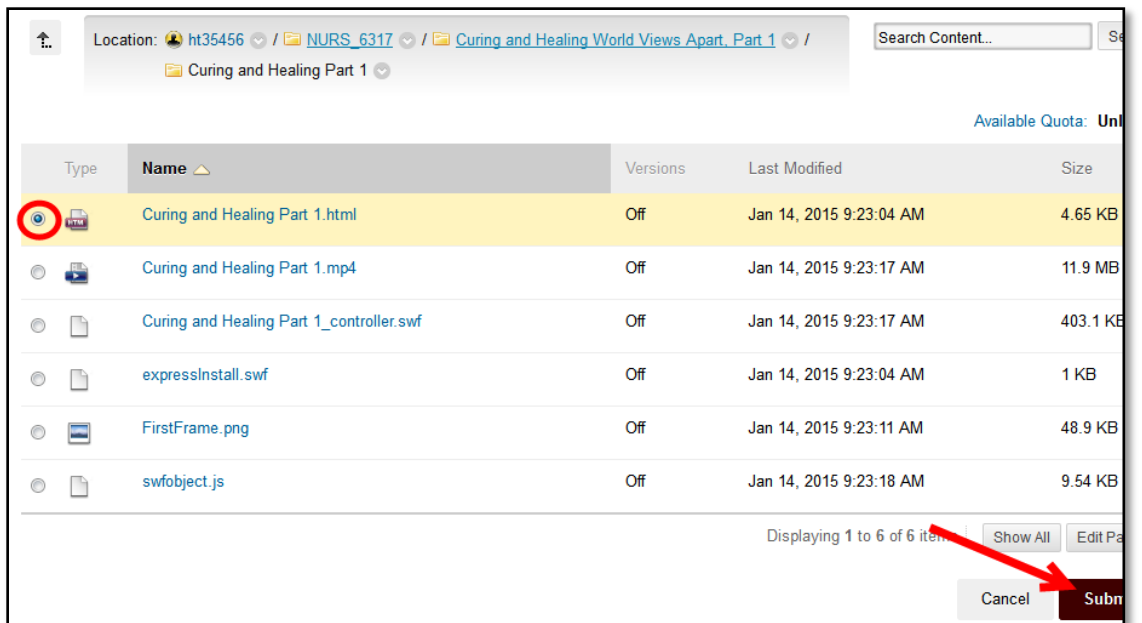 Location: ht35456 / NURS_6317 / Curing and Healing World Views Apart, Part 1 /
Curing and Healing Part 1
Search Content...
Available Quota:
Type Name Versions Last Modified Size
Curing and Healing Part 1.html Off Jan 14, 2015 9:23:04 AM 4.65 KB
Curing and Healing Part 1.mp4 Off Jan 14, 2015 9:23:17 AM 11.9 MB
Curing and Healing Part 1_controller.swf Off Jan 14, 2015 9:23:17 AM 403.1 KB
expressInstall.swf Off Jan 14, 2015 9:23:04 AM 1 KB
FirstFrame.png Off Jan 14, 2015 9:23:11 AM 48.9 KB
swfobject.js Off Jan 14, 2015 9:23:18 AM 9.54 KB
Displaying 1 to 6 of 6 items Show All Edit
Cancel